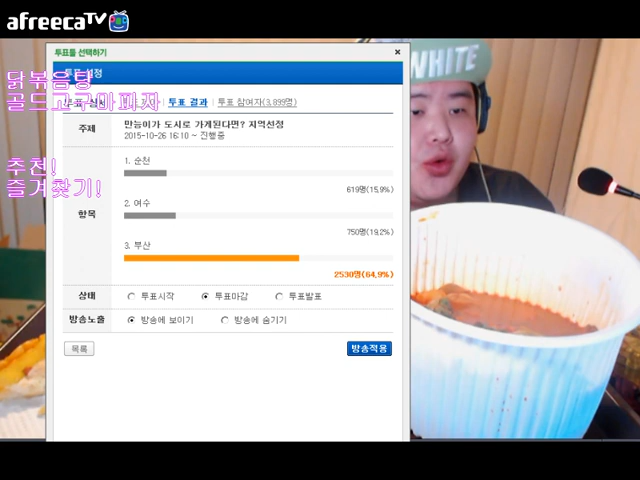 afreecaTV
투표를 선택하기
투표 설정
닭볶음탕
골드고구마피자
투표 결과
투표 참여자(3,899명)
주제
만능이가 도시로 가게된다면? 지역선정
2015-10-26 16:10 ~ 진행중
추천!
즐겨찾기!
항목
1. 순천
619명(15.9%)
2. 여수
750명(19.2%)
3. 부산
2530명(64.9%)
상태
투표시작
투표마감
투표발표
방송노출
방송에 보이기
방송에 숨기기
목록
방송적용
WHITE